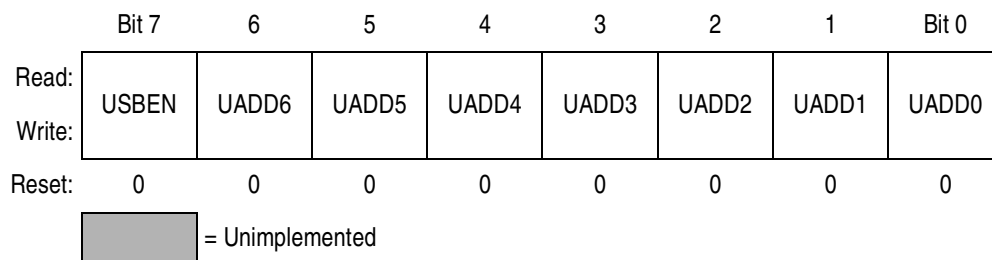 Bit 7 6 5 4 3 2 1 Bit 0
Read:
USBEN UADD6 UADD5 UADD4 UADD3 UADD2 UADD1 UADD0
Write:
Reset: 0 0 0 0 0 0 0 0
= Unimplemented